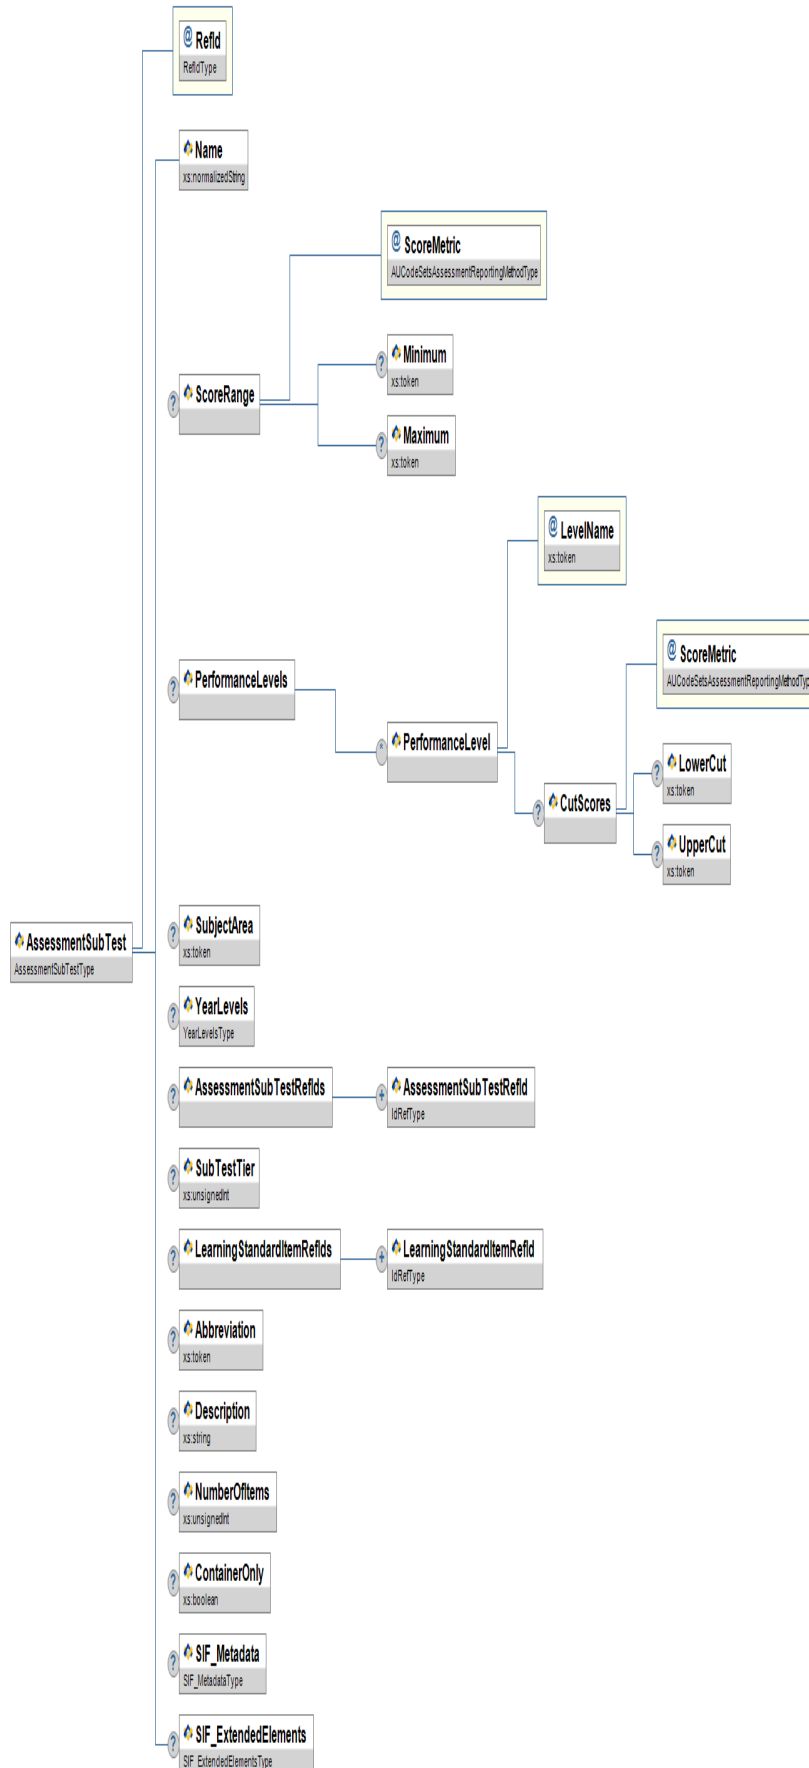 @ RefId
RefIdType
Name
xs:normalizedString
@ ScoreMetric
AUCodeSetsAssessmentReportingMethodType
? Minimum
xs:token
? ScoreRange
? Maximum
xs:token
@ LevelName
xs:token
@ ScoreMetric
AUCodeSetsAssessmentReportingMethodTyp
? PerformanceLevels
* PerformanceLevel
? LowerCut
xs:token
? CutScores
? UpperCut
xs:token
AssessmentSubTest
AssessmentSubTestType
? SubjectArea
xs:token
? YearLevels
YearLevelsType
? AssessmentSubTestRefIds
+ AssessmentSubTestRefId
IdRefType
? SubTestTier
xs:unsignedInt
? LearningStandardItemRefIds
+ LearningStandardItemRefId
IdRefType
? Abbreviation
xs:token
? Description
xs:string
? NumberOfItems
xs:unsignedInt
? ContainerOnly
xs:boolean
? SIF_Metadata
SIF_MetadataType
? SIF_ExtendedElements
SIF_ExtendedElementsType